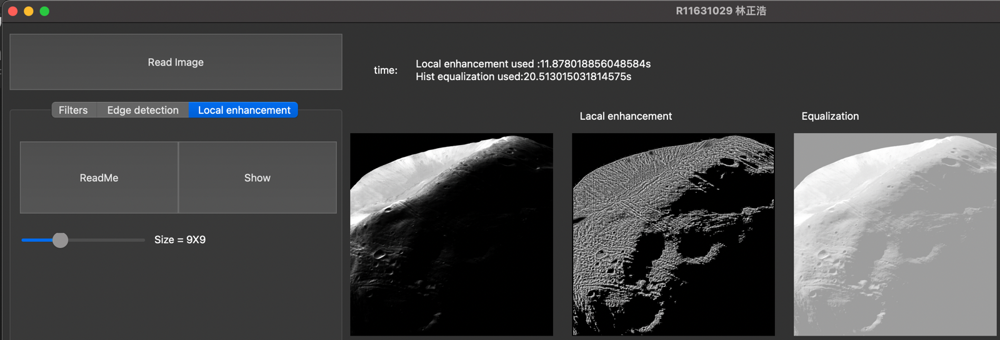 R11631029 林正浩
Read Image
time:
Local enhancement used :11.878018856048584s
Hist equalization used:20.513015031814575s
Filters
Edge detection
Local enhancement
Lacal enhancement
Equalization
ReadMe
Show
Size = 9X9